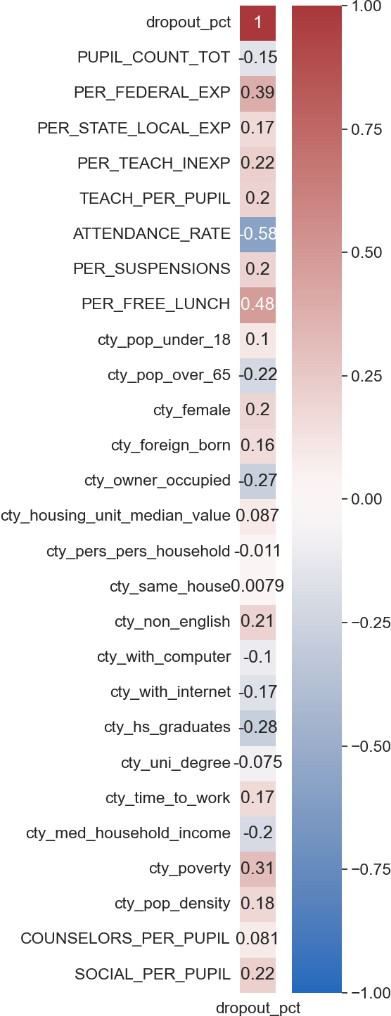 dropout_pct 1
PUPIL_COUNT_TOT -0.15
PER_FEDERAL_EXP 0.39
PER_STATE_LOCAL_EXP 0.17
PER_TEACH_INEXP 0.22
TEACH_PER_PUPIL 0.2
ATTENDANCE_RATE -0.58
PER_SUSPENSIONS 0.2
PER_FREE_LUNCH 0.48
cty_pop_under_18 0.1
cty_pop_over_65 -0.22
cty_female 0.2
cty_foreign_born 0.16
cty_owner_occupied -0.27
cty_housing_unit_median_value 0.087
cty_pers_pers_household -0.011
cty_same_house 0.0079
cty_non_english 0.21
cty_with_computer -0.1
cty_with_internet -0.17
cty_hs_graduates -0.28
cty_uni_degree -0.075
cty_time_to_work 0.17
cty_med_household_income -0.2
cty_poverty 0.31
cty_pop_density 0.18
COUNSELORS_PER_PUPIL 0.081
SOCIAL_PER_PUPIL 0.22
dropout_pct
1.00
0.75
0.50
0.25
0.00
−0.25
−0.50
−0.75
−1.00